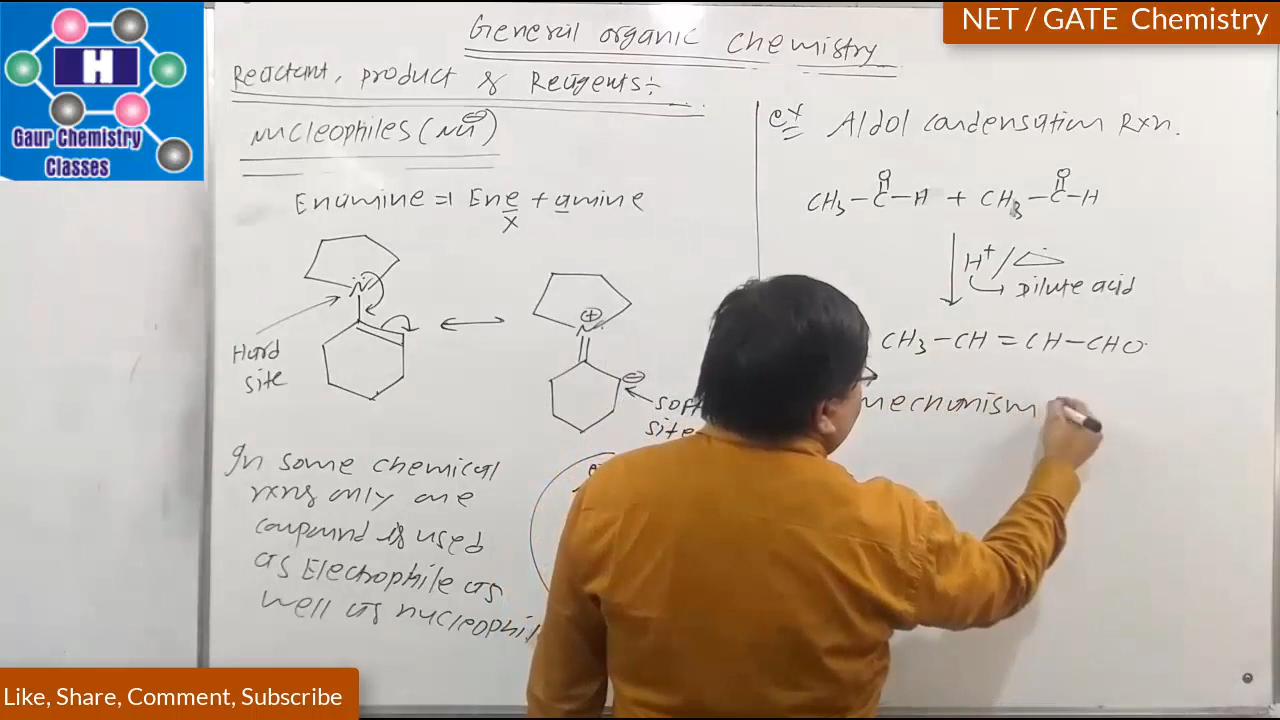 NET / GATE Chemistry
H
Gaur Chemistry
Classes
General organic chemistry
Reactant, product & Reagents:-
Nucleophiles (Nu⊖)
Enamine = Ene + amine
x
N:
Hard
site
⊕
N
⊖
soft
site
In some chemical
rxns only one
compound is used
as Electrophile as
well as nucleophil
ex Aldol condensation Rxn.
O O
CH3-C-H + CH3-C-H
H+/△
→ Dilute acid
CH3-CH=CH-CHO
mechanism
Like, Share, Comment, Subscribe